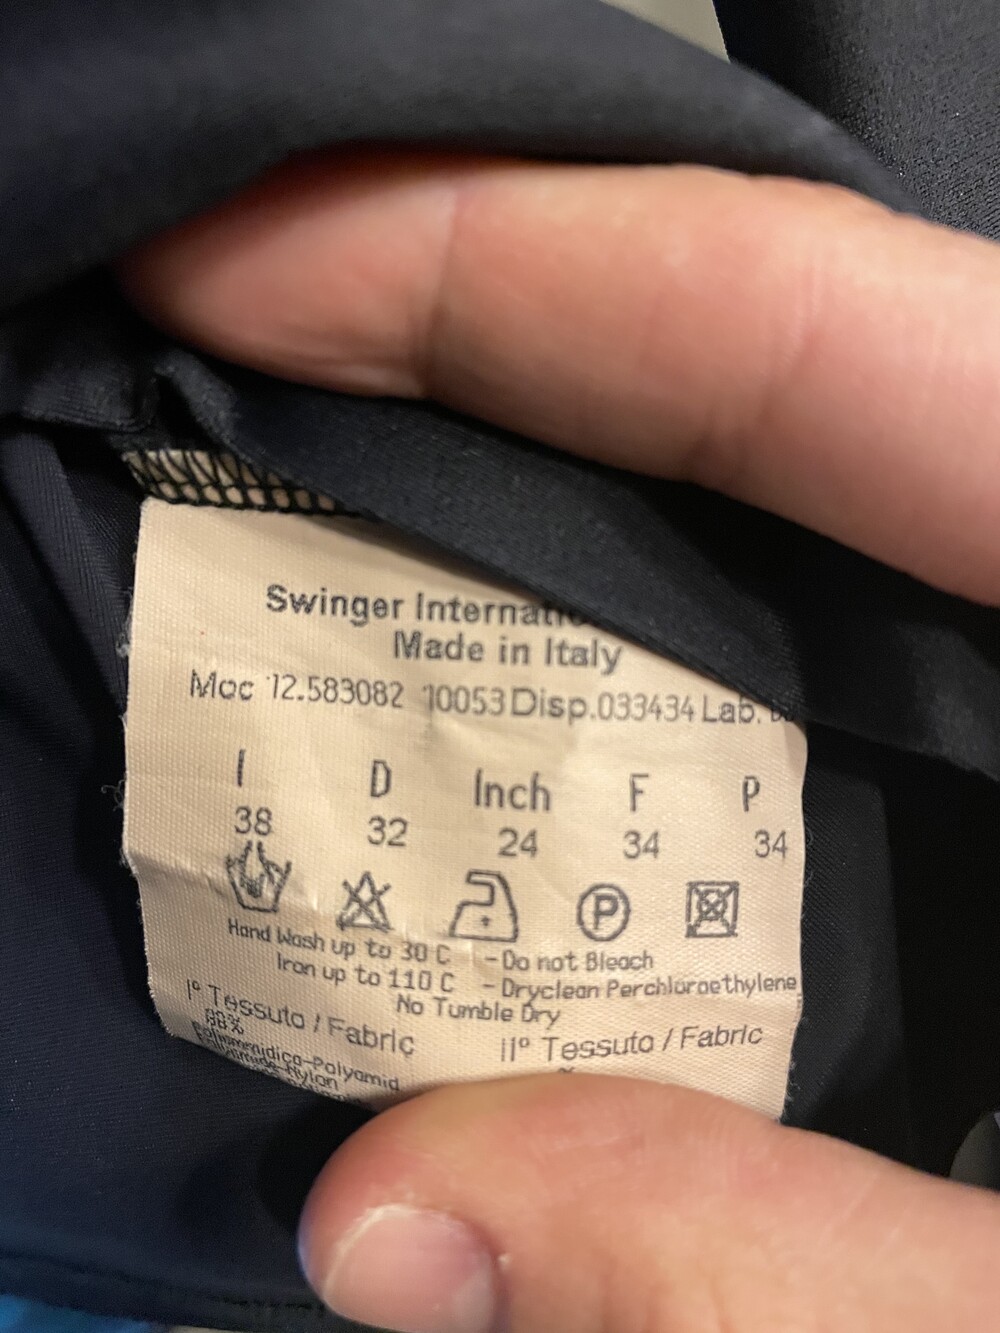 Swinger
Made in Italy
Moc 12.583082 10053 Disp.033434 Lab.
I D Inch F P
38 32 24 34 34
P
Hand Wash up to 30 C - Do not Bleach
Iron up to 110 C - Dryclean Perchloroethylene
No Tumble Dry
I° Tessuto / Fabric II° Tessuto / Fabric
Poliammidica-Polyamid